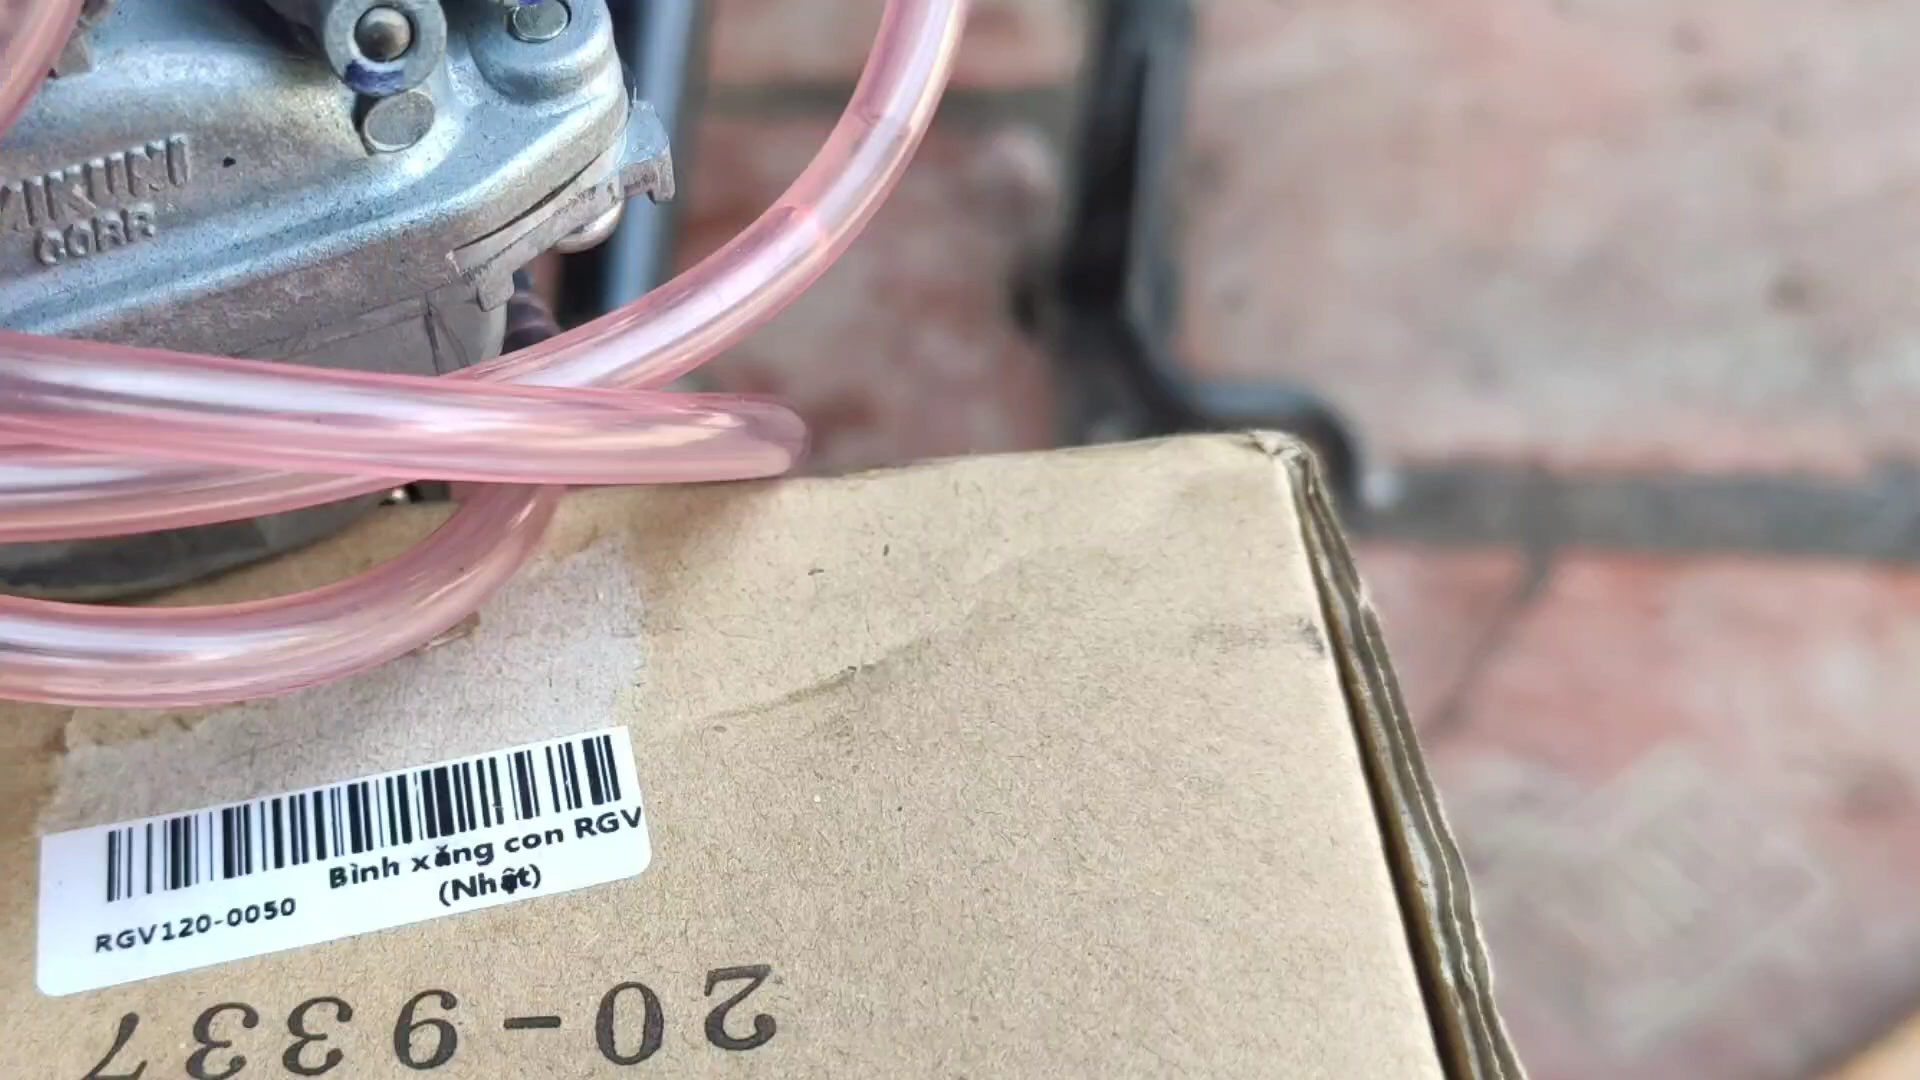 MIKUNI
CORP
Bình xăng con RGV
(Nhật)
RGV120-0050
20-9337